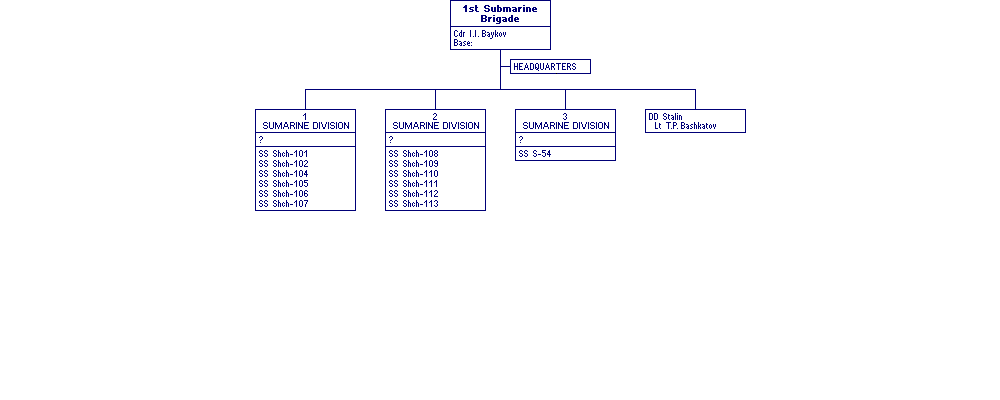 1st Submarine
Brigade
Cdr I.I. Baykov
Base:
HEADQUARTERS
1
SUMARINE DIVISION
?
SS Shch-101
SS Shch-102
SS Shch-104
SS Shch-105
SS Shch-106
SS Shch-107
2
SUMARINE DIVISION
?
SS Shch-108
SS Shch-109
SS Shch-110
SS Shch-111
SS Shch-112
SS Shch-113
3
SUMARINE DIVISION
?
SS S-54
DD Stalin
Lt T.P. Bashkatov